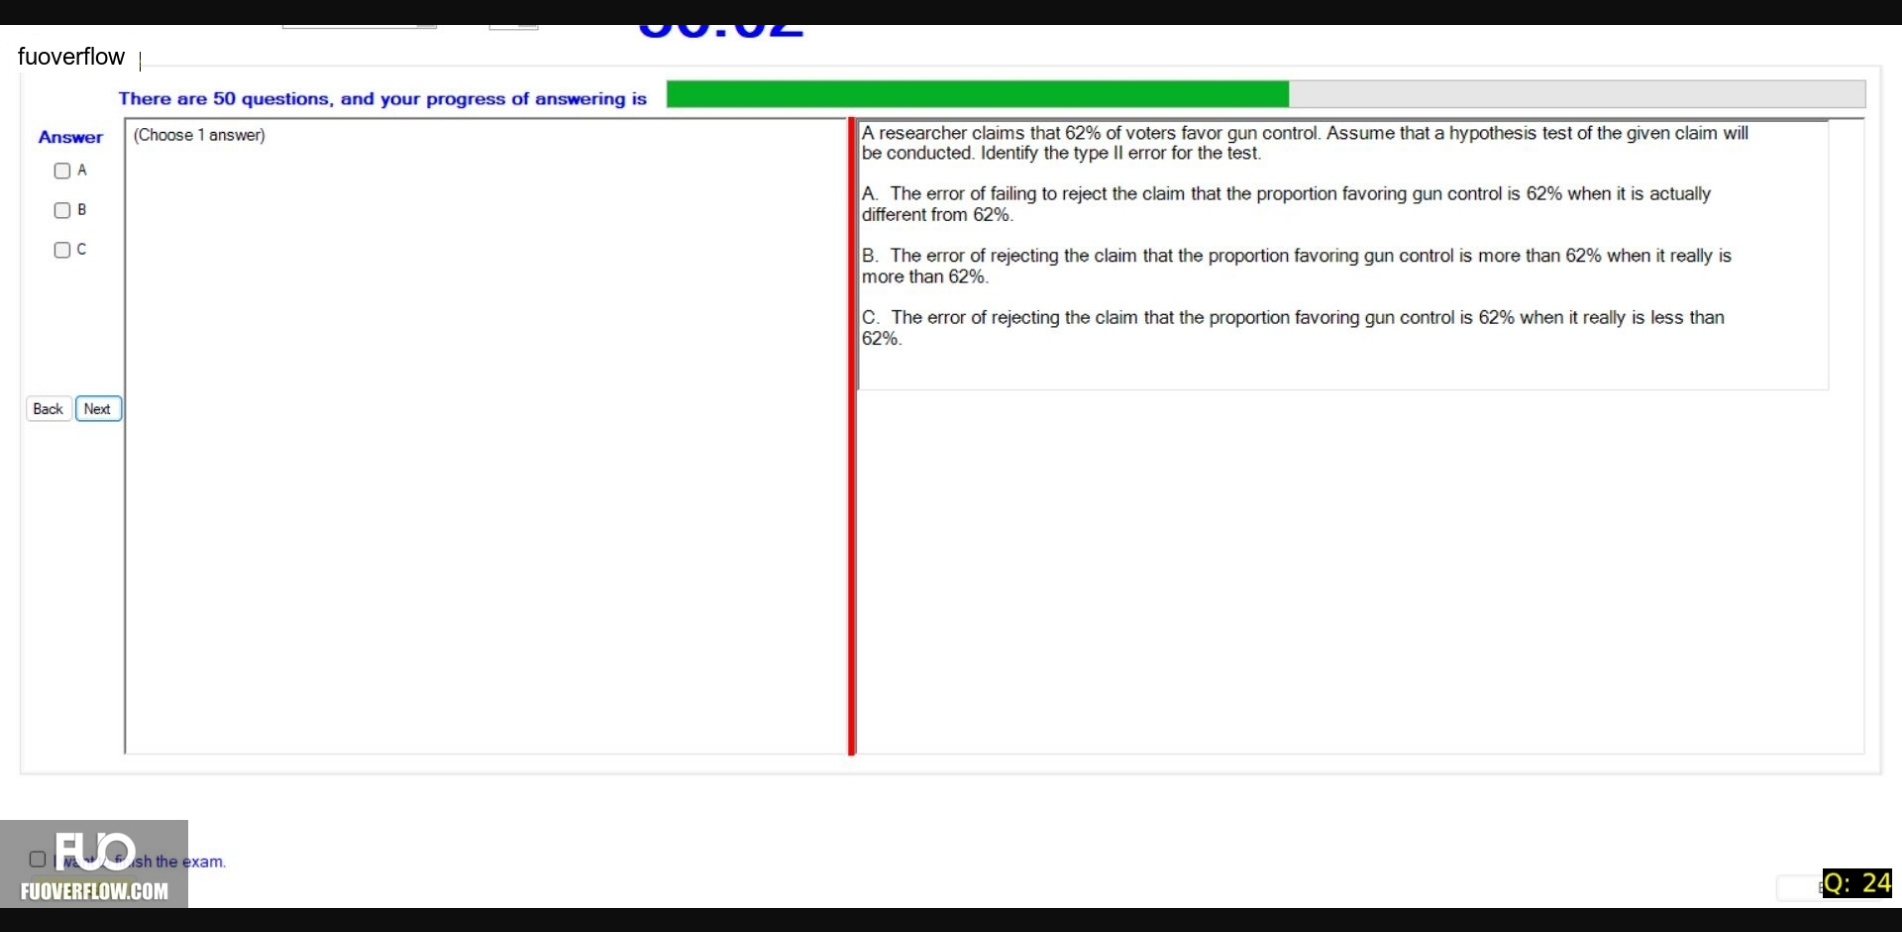 fuoverflow
There are 50 questions, and your progress of answering is
Answer
(Choose 1 answer)
A
B
C
Back
Next
A researcher claims that 62% of voters favor gun control. Assume that a hypothesis test of the given claim will
be conducted. Identify the type II error for the test.
A. The error of failing to reject the claim that the proportion favoring gun control is 62% when it is actually
different from 62%.
B. The error of rejecting the claim that the proportion favoring gun control is more than 62% when it really is
more than 62%.
C. The error of rejecting the claim that the proportion favoring gun control is 62% when it really is less than
62%.
FUO
the exam.
FUOVERFLOW.COM
Q: 24